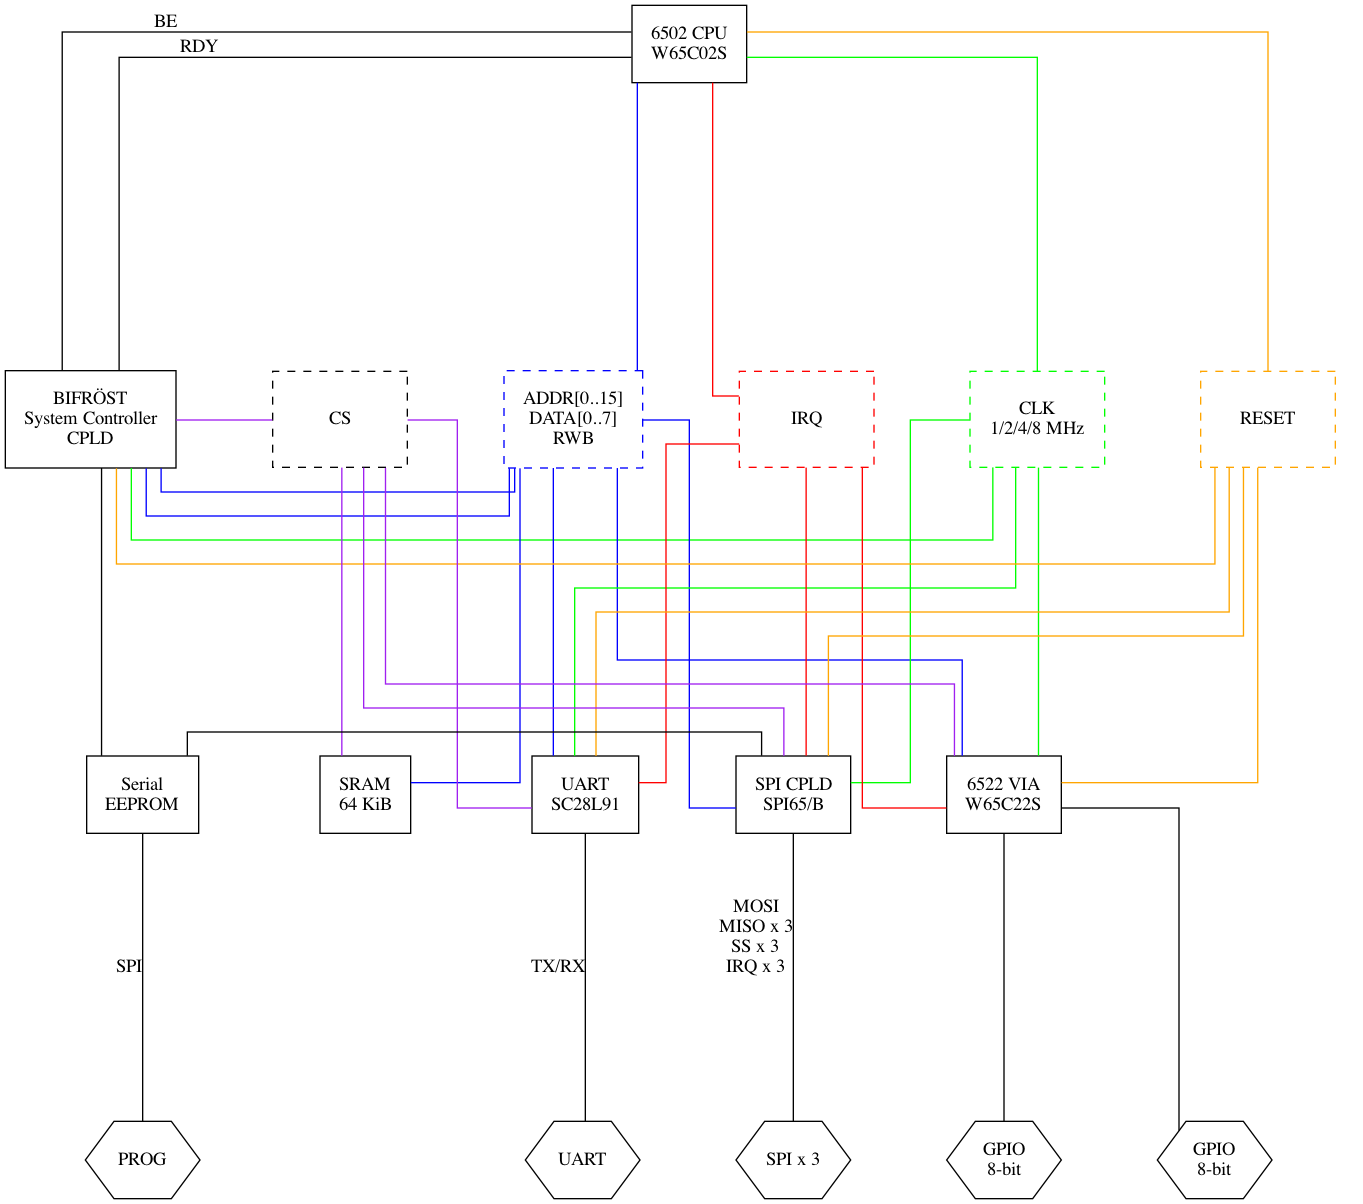 BE
RDY
6502 CPU
W65C02S
BIFRÖST
System Controller
CPLD
CS
ADDR[0..15]
DATA[0..7]
RWB
IRQ
CLK
1/2/4/8 MHz
RESET
Serial
EEPROM
SRAM
64 KiB
UART
SC28L91
SPI CPLD
SPI65/B
6522 VIA
W65C22S
SPI
TX/RX
MOSI
MISO x 3
SS x 3
IRQ x 3
PROG
UART
SPI x 3
GPIO
8-bit
GPIO
8-bit